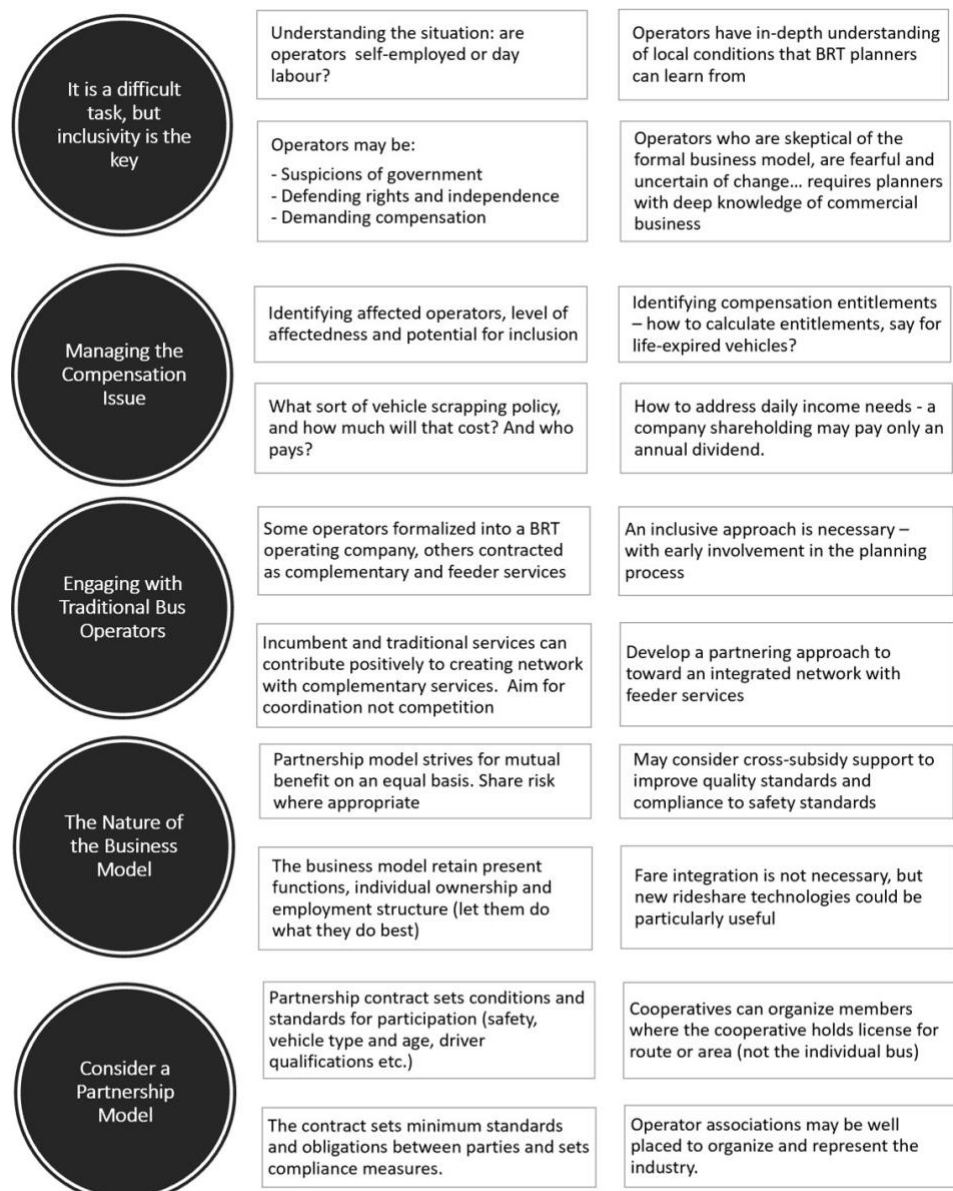 It is a difficult
task, but
inclusivity is the
key
Understanding the situation: are
operators self-employed or day
labour?
Operators have in-depth understanding
of local conditions that BRT planners
can learn from
Operators may be:
- Suspicions of government
- Defending rights and independence
- Demanding compensation
Operators who are skeptical of the
formal business model, are fearful and
uncertain of change... requires planners
with deep knowledge of commercial
business
Managing the
Compensation
Issue
Identifying affected operators, level of
affectedness and potential for inclusion
Identifying compensation entitlements
– how to calculate entitlements, say for
life-expired vehicles?
What sort of vehicle scrapping policy,
and how much will that cost? And who
pays?
How to address daily income needs - a
company shareholding may pay only an
annual dividend.
Engaging with
Traditional Bus
Operators
Some operators formalized into a BRT
operating company, others contracted
as complementary and feeder services
An inclusive approach is necessary –
with early involvement in the planning
process
Incumbent and traditional services can
contribute positively to creating network
with complementary services.  Aim for
coordination not competition
Develop a partnering approach to
toward an integrated network with
feeder services
The Nature of
the Business
Model
Partnership model strives for mutual
benefit on an equal basis. Share risk
where appropriate
May consider cross-subsidy support to
improve quality standards and
compliance to safety standards
The business model retain present
functions, individual ownership and
employment structure (let them do
what they do best)
Fare integration is not necessary, but
new rideshare technologies could be
particularly useful
Consider a
Partnership
Model
Partnership contract sets conditions and
standards for participation (safety,
vehicle type and age, driver
qualifications etc.)
Cooperatives can organize members
where the cooperative holds license for
route or area (not the individual bus)
The contract sets minimum standards
and obligations between parties and sets
compliance measures.
Operator associations may be well
placed to organize and represent the
industry.